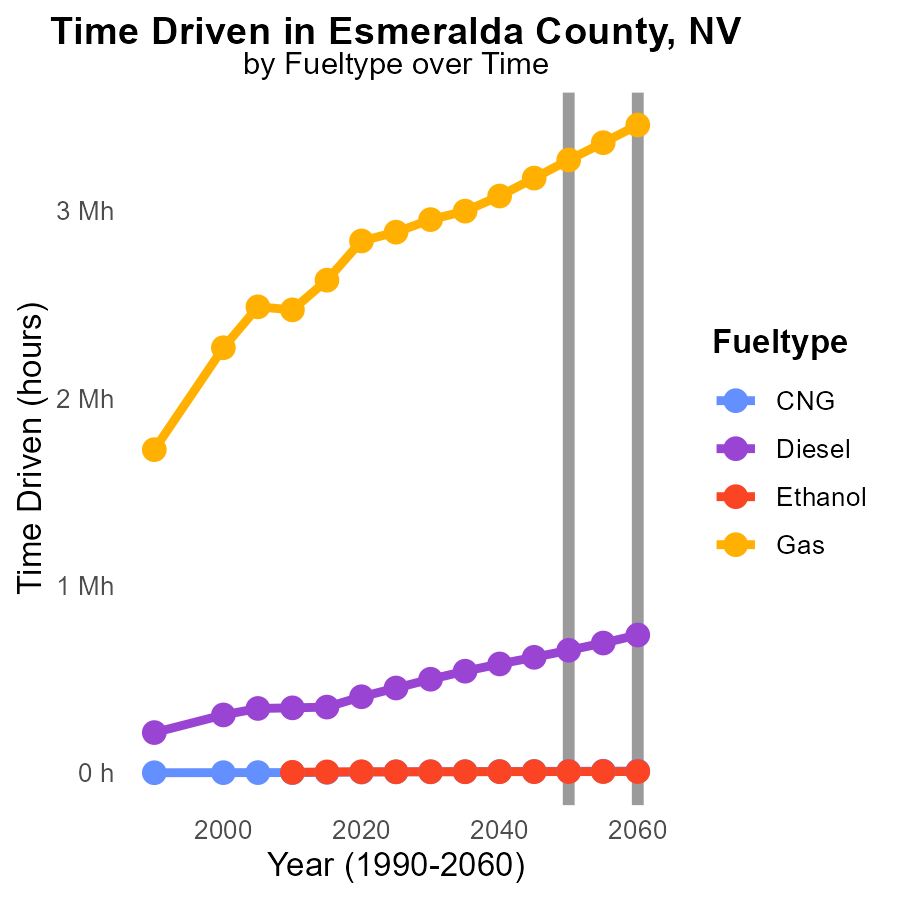 Time Driven in Esmeralda County, NV
by Fueltype over Time
Time Driven (hours)
3 Mh
2 Mh
1 Mh
0 h
2000
2020
2040
2060
Year (1990-2060)
Fueltype
CNG
Diesel
Ethanol
Gas